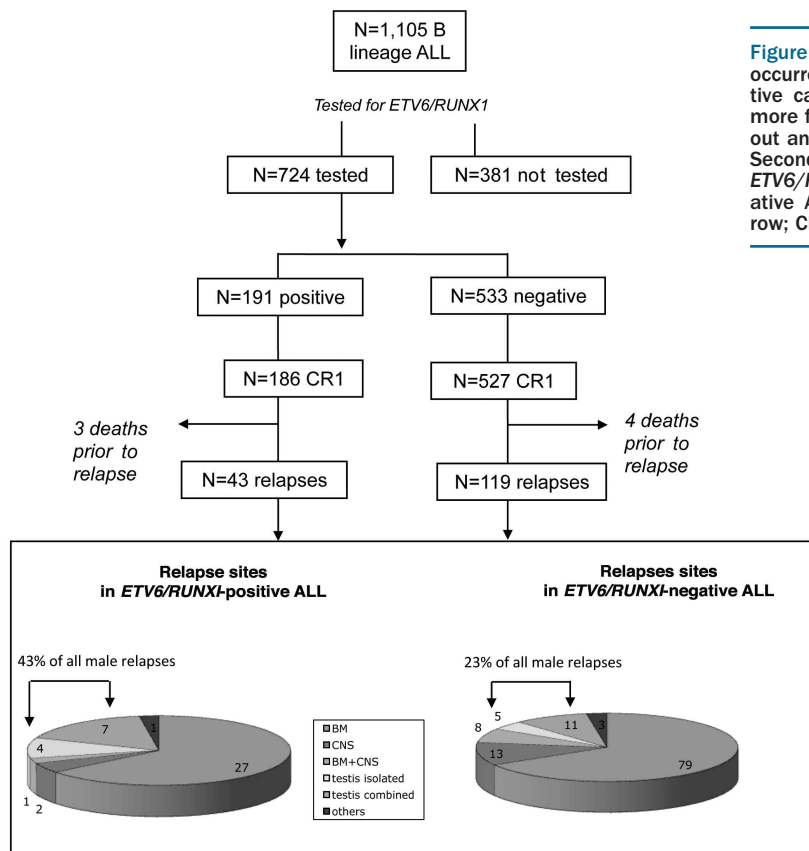 N=1,105 B
lineage ALL
Tested for ETV6/RUNX1
N=724 tested
N=381 not tested
N=191 positive
N=533 negative
N=186 CR1
N=527 CR1
3 deaths
prior to
relapse
4 deaths
prior to
relapse
N=43 relapses
N=119 relapses
Relapse sites
in ETV6/RUNXI-positive ALL
Relapses sites
in ETV6/RUNXI-negative ALL
43% of all male relapses
23% of all male relapses
1
7
4
27
1
2
BM
CNS
BM+CNS
testis isolated
testis combined
others
5
11
3
8
13
79
Figure
occurre
tive ca
more f
out an
Second
ETV6/
ative A
row; C